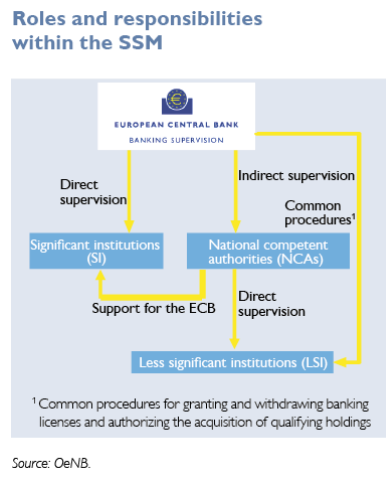 Roles and responsibilities
within the SSM
EUROPEAN CENTRAL BANK
BANKING SUPERVISION
Direct
supervision
Indirect supervision
Common
procedures¹
Significant institutions
(SI)
National competent
authorities (NCAs)
Support for the ECB
Direct
supervision
Less significant institutions (LSI)
¹ Common procedures for granting and withdrawing banking
licenses and authorizing the acquisition of qualifying holdings
Source: OeNB.